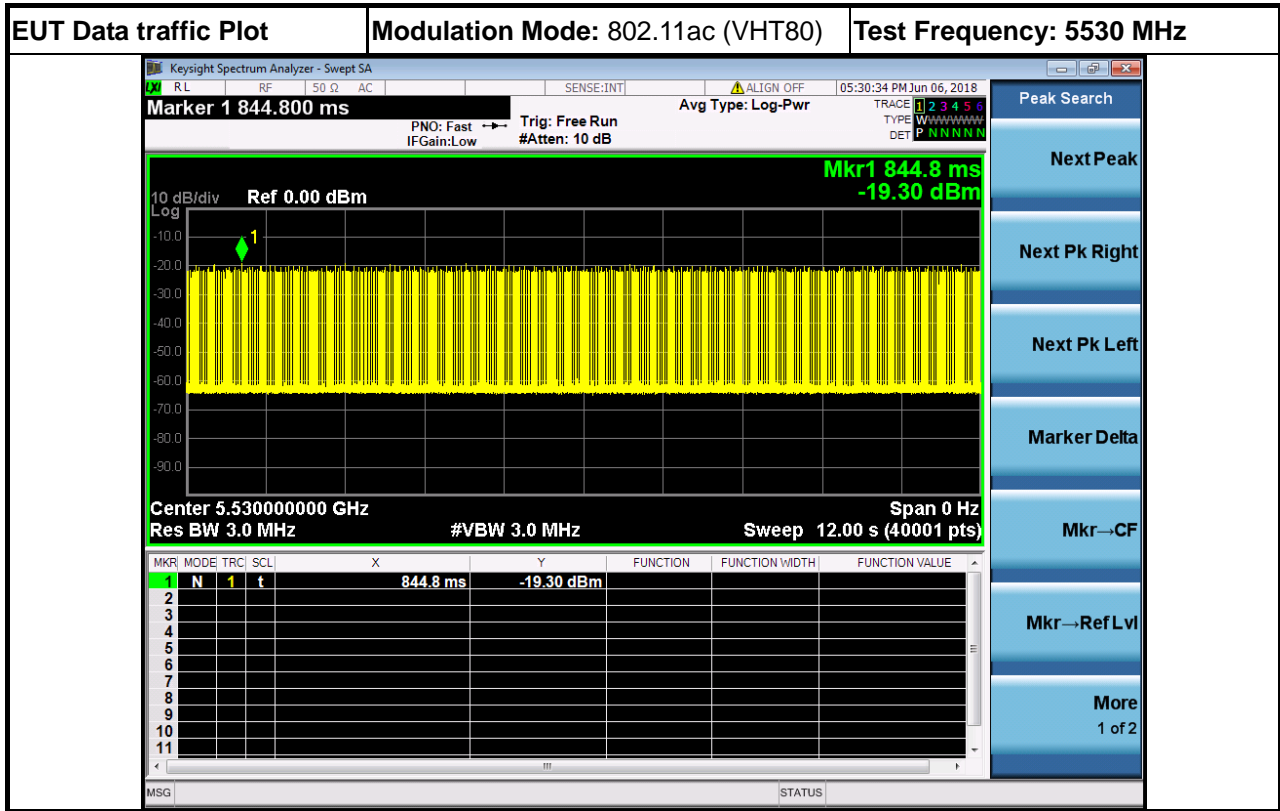 EUT Data traffic Plot Modulation Mode: 802.11ac (VHT80) Test Frequency: 5530 MHz
Keysight Spectrum Analyzer - Swept SA
LXI RL RF 50 Ω AC SENSE:INT ALIGN OFF 05:30:34 PM Jun 06, 2018
Marker 1 844.800 ms
PNO: Fast
IFGain:Low
Trig: Free Run
#Atten: 10 dB
Avg Type: Log-Pwr
TRACE 1 2 3 4 5 6
TYPE WWWWWW
DET P N N N N N
Mkr1 844.8 ms
-19.30 dBm
10 dB/div Ref 0.00 dBm
Log
-10.0
1
-20.0
-30.0
-40.0
-50.0
-60.0
-70.0
-80.0
-90.0
Center 5.530000000 GHz Span 0 Hz
Res BW 3.0 MHz #VBW 3.0 MHz Sweep 12.00 s (40001 pts)
MKR MODE TRC SCL X Y FUNCTION FUNCTION WIDTH FUNCTION VALUE
1 N 1 t 844.8 ms -19.30 dBm
2
3
4
5
6
7
8
9
10
11
MSG STATUS
Peak Search
Next Peak
Next Pk Right
Next Pk Left
Marker Delta
Mkr→CF
Mkr→Ref Lvl
More
1 of 2